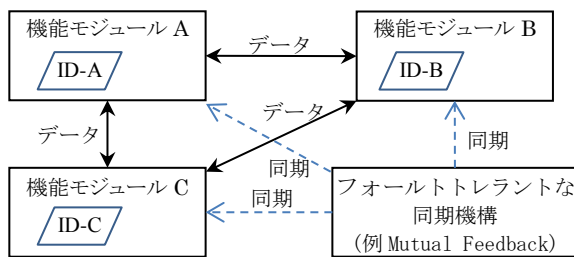 機能モジュール A
ID-A
データ
機能モジュール B
ID-B
データ
データ
同期
同期
機能モジュール C
ID-C
同期
フォールトトレラントな
同期機構
(例 Mutual Feedback)